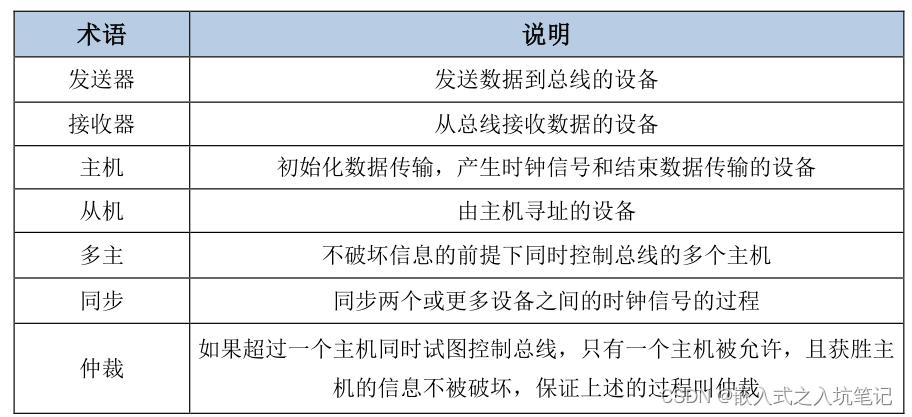 术语 说明
发送器 发送数据到总线的设备
接收器 从总线接收数据的设备
主机 初始化数据传输，产生时钟信号和结束数据传输的设备
从机 由主机寻址的设备
多主 不破坏信息的前提下同时控制总线的多个主机
同步 同步两个或更多设备之间的时钟信号的过程
仲裁 如果超过一个主机同时试图控制总线，只有一个主机被允许，且获胜主
机的信息不被破坏，保证上述的过程叫仲裁
CSDN @嵌入式之入坑笔记